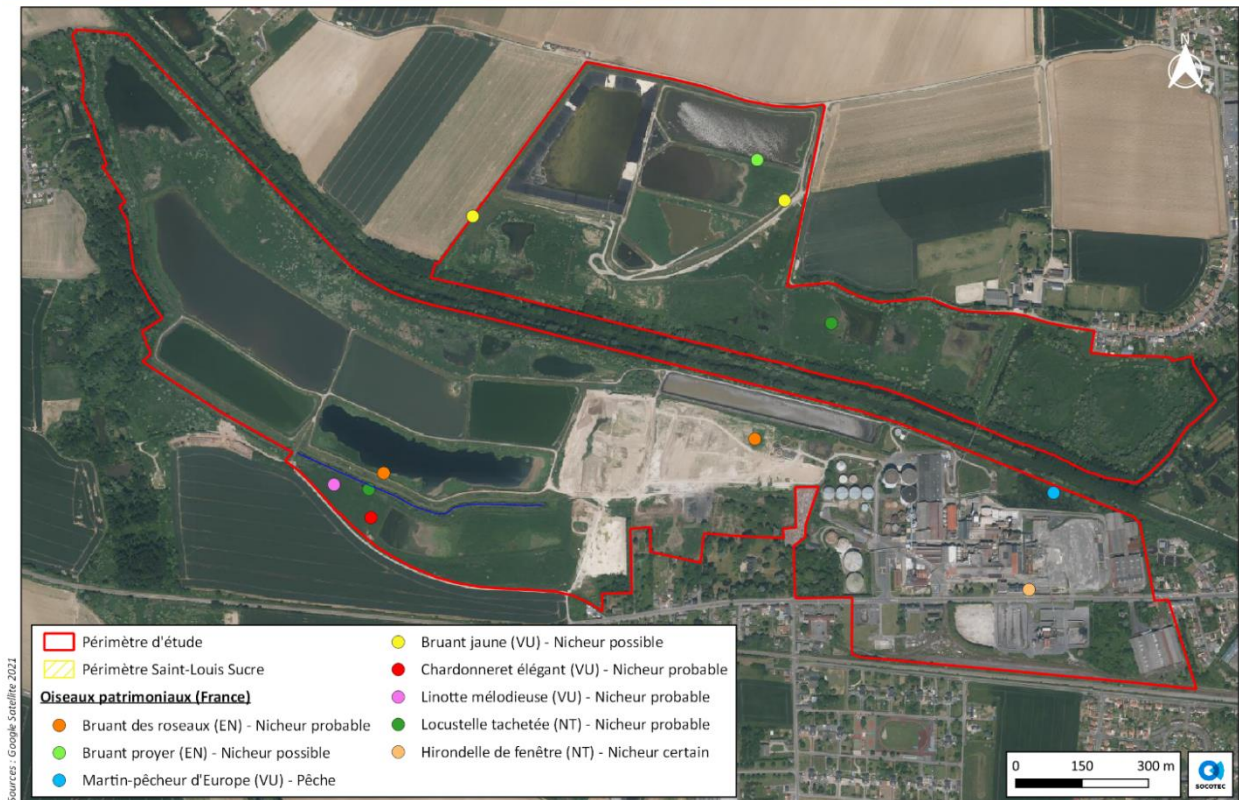 N
Périmètre d'étude
Périmètre Saint-Louis Sucre
Oiseaux patrimoniaux (France)
Bruant des roseaux (EN) - Nicheur probable
Bruant proyer (EN) - Nicheur possible
Martin-pêcheur d'Europe (VU) - Pêche
Bruant jaune (VU) - Nicheur possible
Chardonneret élégant (VU) - Nicheur probable
Linotte mélodieuse (VU) - Nicheur probable
Locustelle tachetée (NT) - Nicheur probable
Hirondelle de fenêtre (NT) - Nicheur certain
0 150 300 m
SOCOTEC
Sources : Google Satellite 2021